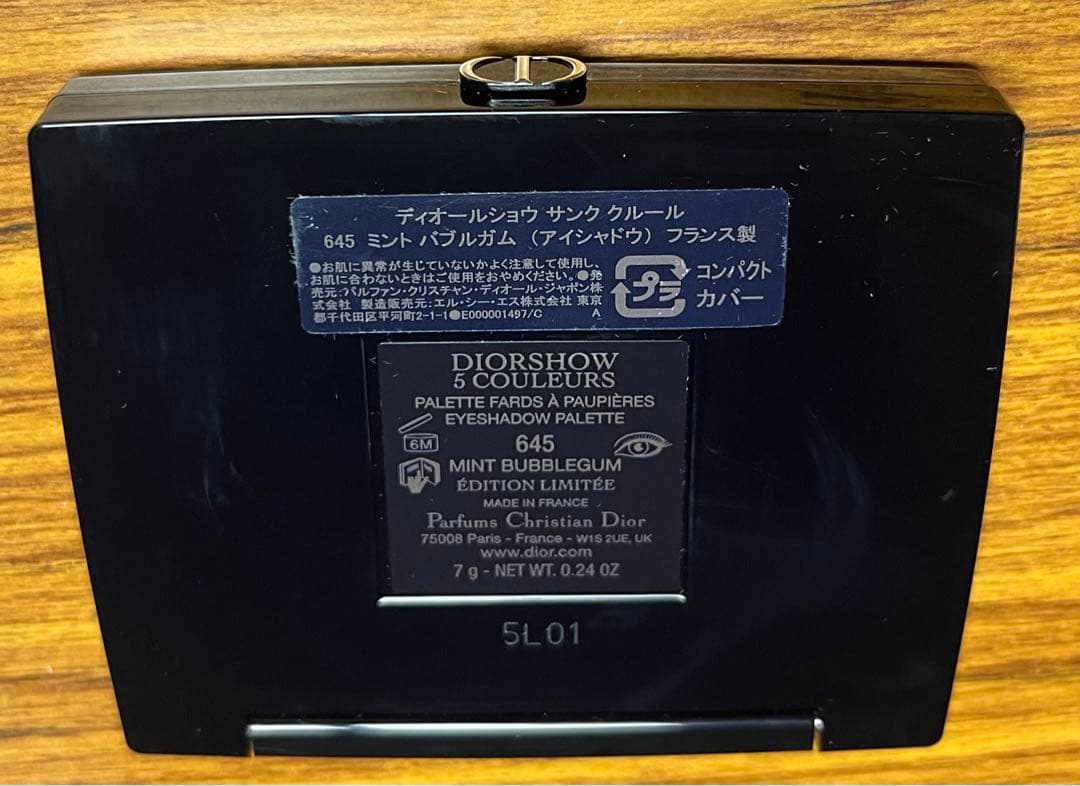 ディオールショウ サンク クルール
645 ミント バブルガム （アイシャドウ） フランス製
●お肌に異常が生じていないかよく注意して使用し、
お肌に合わないときはご使用をおやめください。●発
売元:パルファン・クリスチャン・ディオール・ジャポン株
式会社 製造販売元:エル・シー・エス株式会社 東京
都千代田区平河町2-1-1●E000001497/C A
プラ
コンパクト
カバー
DIORSHOW
5 COULEURS
PALETTE FARDS À PAUPIÈRES
EYESHADOW PALETTE
6M
645
MINT BUBBLEGUM
ÉDITION LIMITÉE
MADE IN FRANCE
Parfums Christian Dior
75008 Paris - France - W1S 2UE, UK
www.dior.com
7 g - NET WT. 0.24 OZ
5L01